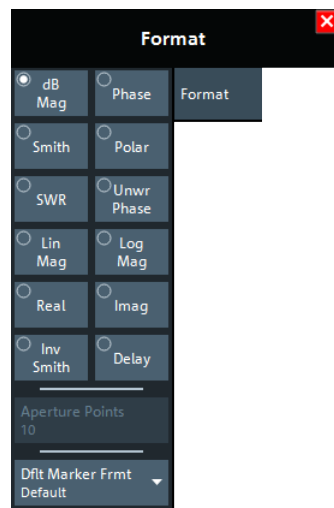 Format
dB
Mag
Phase
Format
Smith
Polar
SWR
Unwr
Phase
Lin
Mag
Log
Mag
Real
Imag
Inv
Smith
Delay
Aperture Points
10
Dflt Marker Frmt
Default